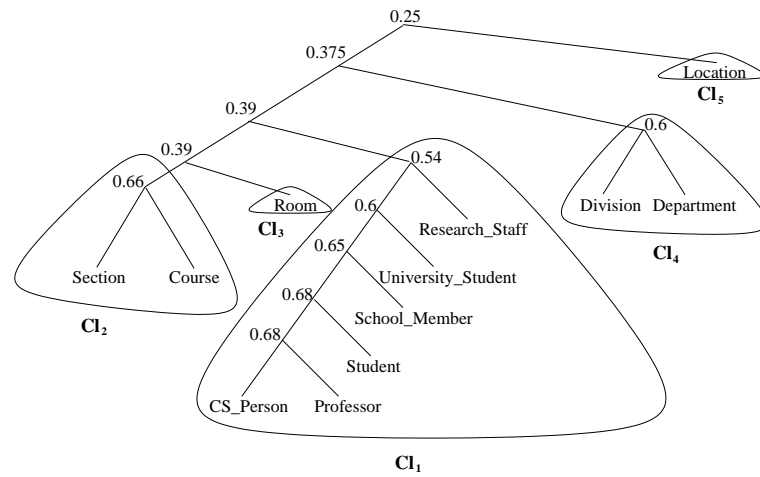 0.25
0.375
Location
Cl5
0.39
0.6
0.39
0.54
0.66
Division Department
Room
0.6
Research_Staff
Cl3
0.65
Cl4
Section Course
University_Student
0.68
School_Member
Cl2
0.68
Student
CS_Person Professor
Cl1